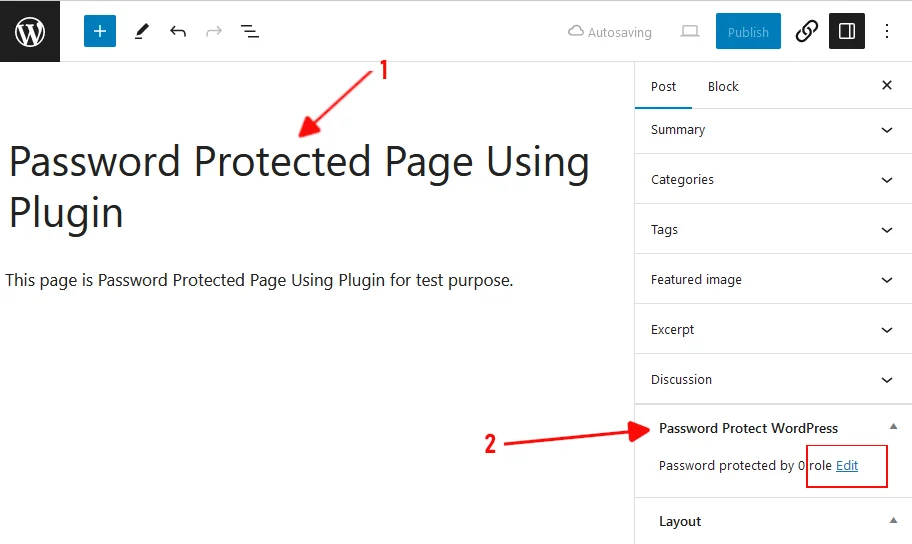 Autosaving
Publish
1
Post Block
Password Protected Page Using
Plugin
This page is Password Protected Page Using Plugin for test purpose.
Summary
Categories
Tags
Featured image
Excerpt
Discussion
2
Password Protect WordPress
Password protected by 0 role Edit
Layout